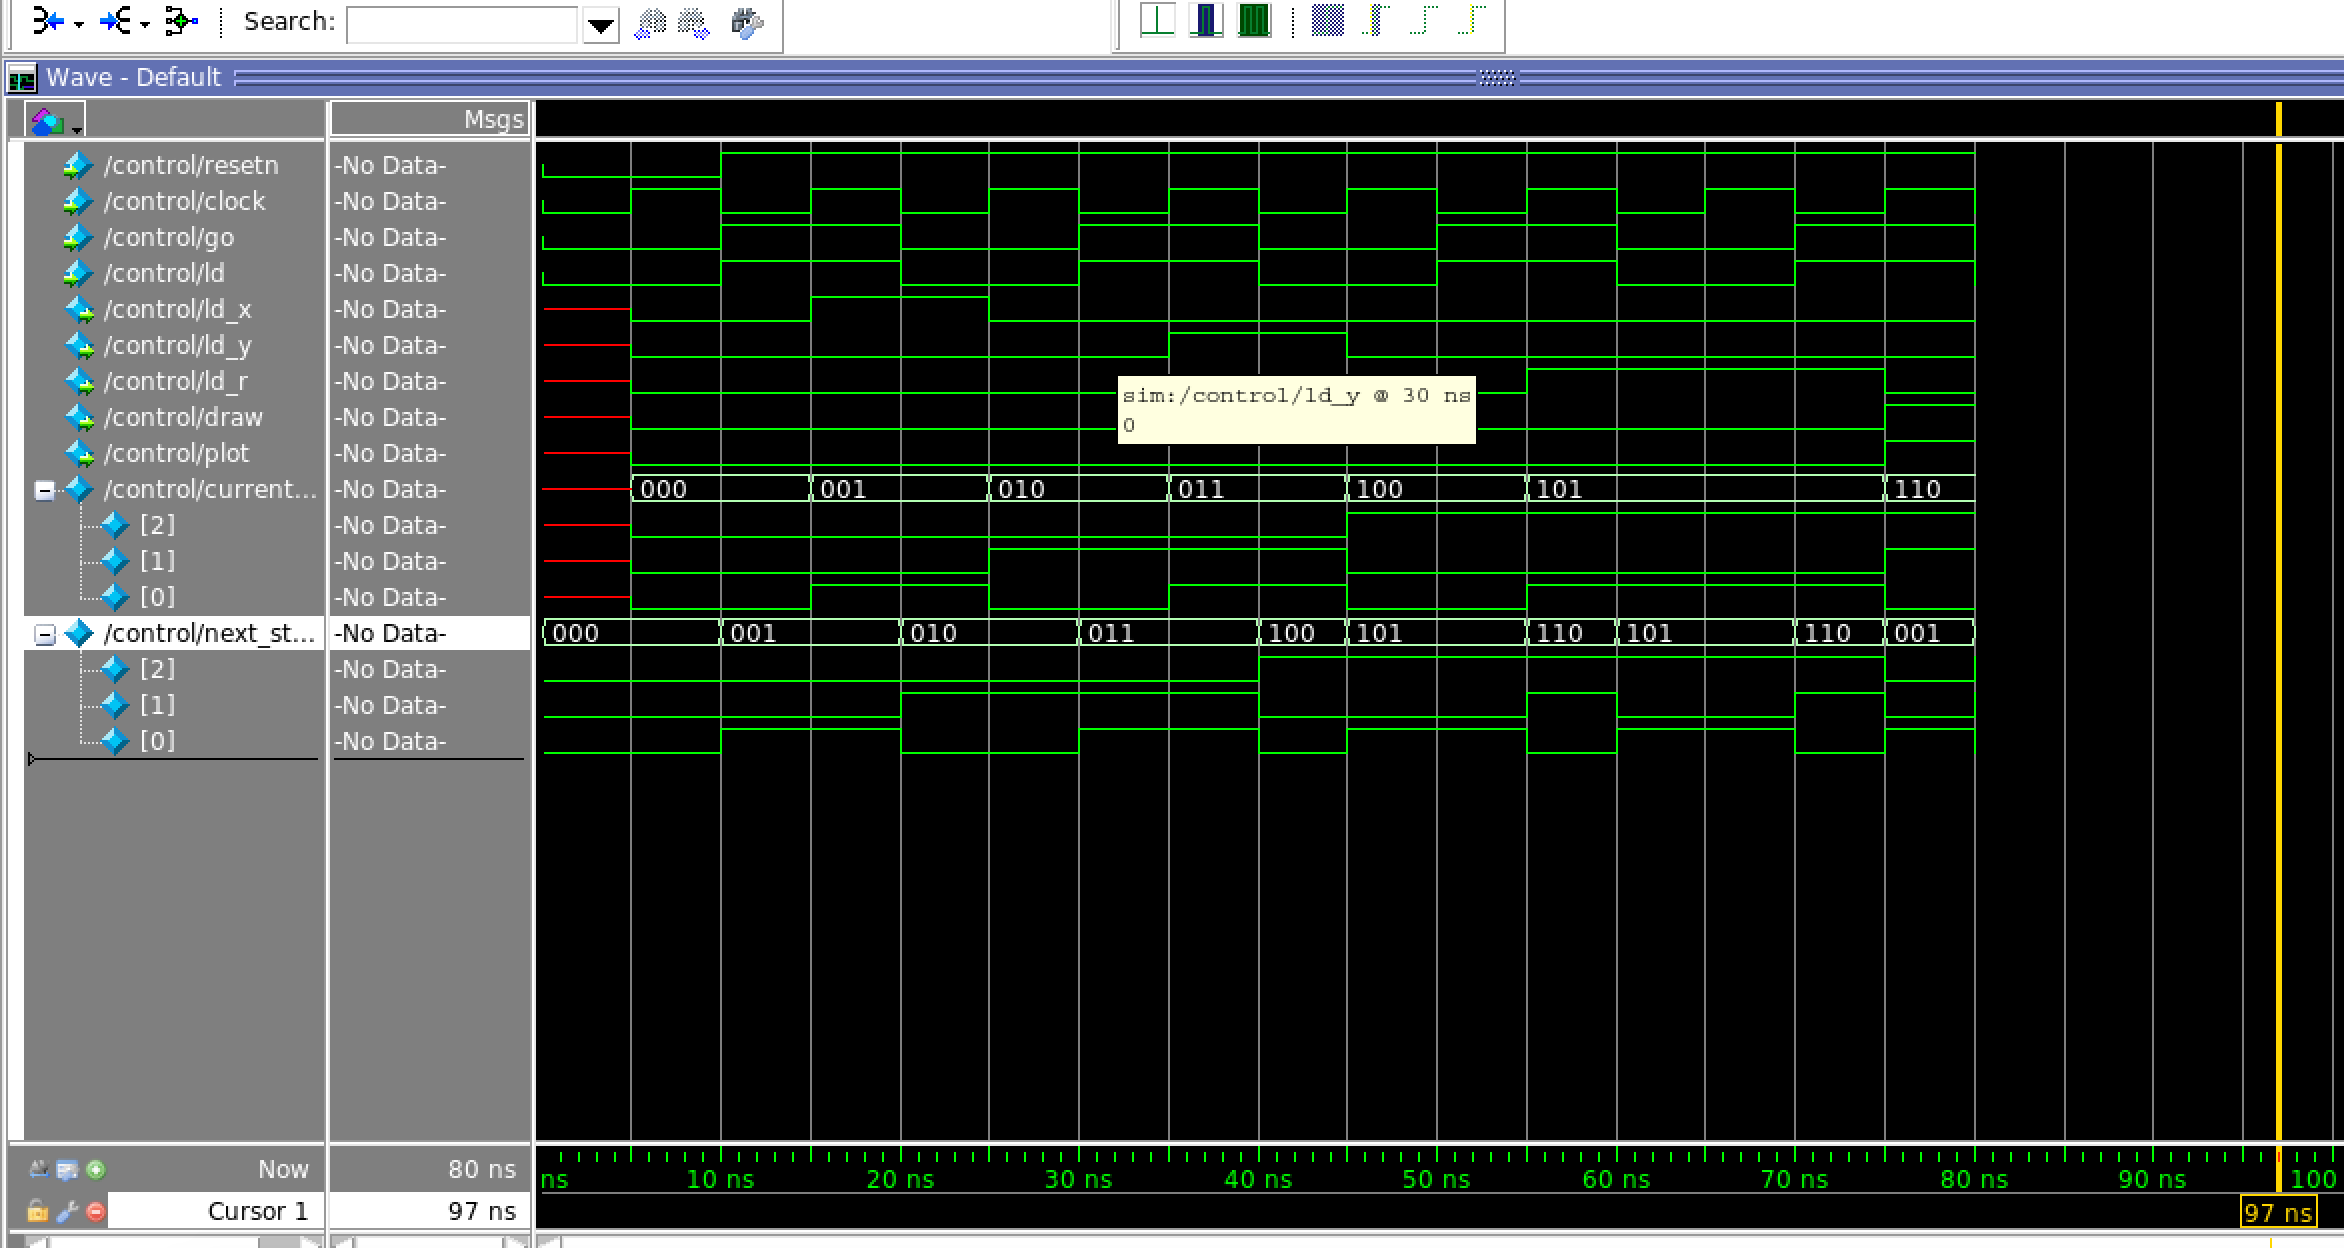 Search:
Wave - Default
Msgs
/control/resetn -No Data-
/control/clock -No Data-
/control/go -No Data-
/control/ld -No Data-
/control/ld_x -No Data-
/control/ld_y -No Data-
/control/ld_r -No Data-
/control/draw -No Data-
/control/plot -No Data-
/control/current... -No Data- 000 001 010 011 100 101 110
[2] -No Data-
[1] -No Data-
[0] -No Data-
/control/next_st... -No Data- 000 001 010 011 100 101 110 101 110 001
[2] -No Data-
[1] -No Data-
[0] -No Data-
sim:/control/ld_y @ 30 ns
0
Now 80 ns ns 10 ns 20 ns 30 ns 40 ns 50 ns 60 ns 70 ns 80 ns 90 ns 100
Cursor 1 97 ns 97 ns